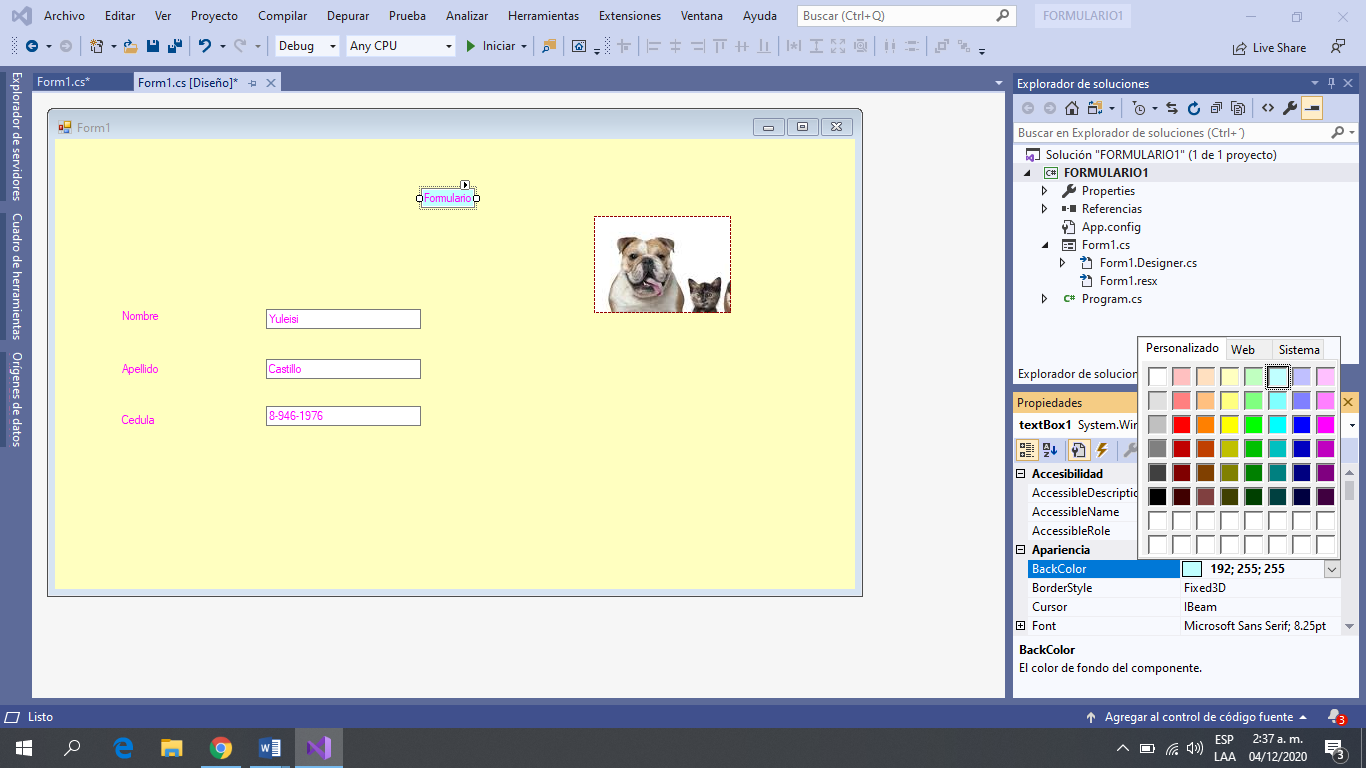 Archivo Editar Ver Proyecto Compilar Depurar Prueba Analizar Herramientas Extensiones Ventana Ayuda Buscar (Ctrl+Q) FORMULARIO1
Debug Any CPU Iniciar Live Share
Form1.cs* Form1.cs [Diseño]*
Explorador de servidores
Cuadro de herramientas
Orígenes de datos
Form1
Formulario
Nombre Yuleisi
Apellido Castillo
Cedula 8-946-1976
Explorador de soluciones
Buscar en Explorador de soluciones (Ctrl+´)
Solución "FORMULARIO1" (1 de 1 proyecto)
C# FORMULARIO1
Properties
Referencias
App.config
Form1.cs
Form1.Designer.cs
Form1.resx
C# Program.cs
Personalizado Web Sistema
Explorador de solucion
Propiedades
textBox1 System.Win
Accesibilidad
AccessibleDescriptio
AccessibleName
AccessibleRole
Apariencia
BackColor 192; 255; 255
BorderStyle Fixed3D
Cursor IBeam
Font Microsoft Sans Serif; 8.25pt
BackColor
El color de fondo del componente.
Listo Agregar al control de código fuente 3
ESP 2:37 a. m.
LAA 04/12/2020 3